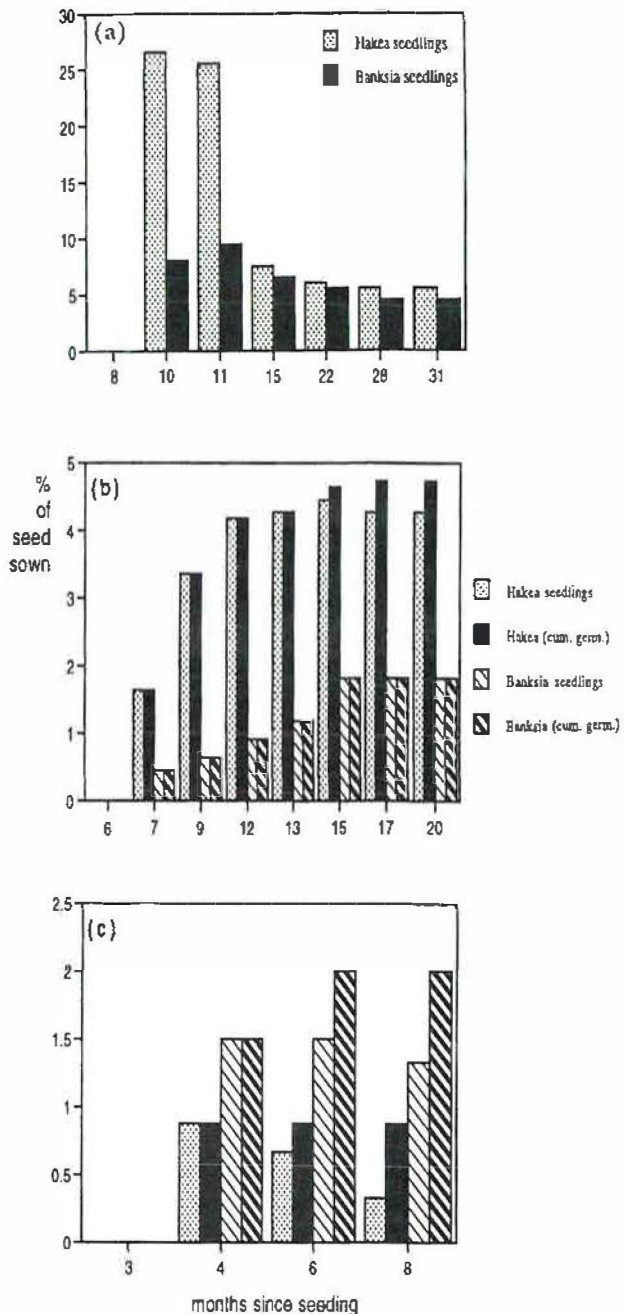 (a)
30
25
20
15
10
5
0
Hakea seedlings
Banksia seedlings
8 10 11 15 22 28 31
(b)
%
of
seed
sown
5
4
3
2
1
0
Hakea seedlings
Hakea (cum. germ.)
Banksia seedlings
Banksia (cum. germ.)
6 7 9 12 13 15 17 20
(c)
2.5
2
1.5
1
0.5
0
3 4 6 8
months since seeding